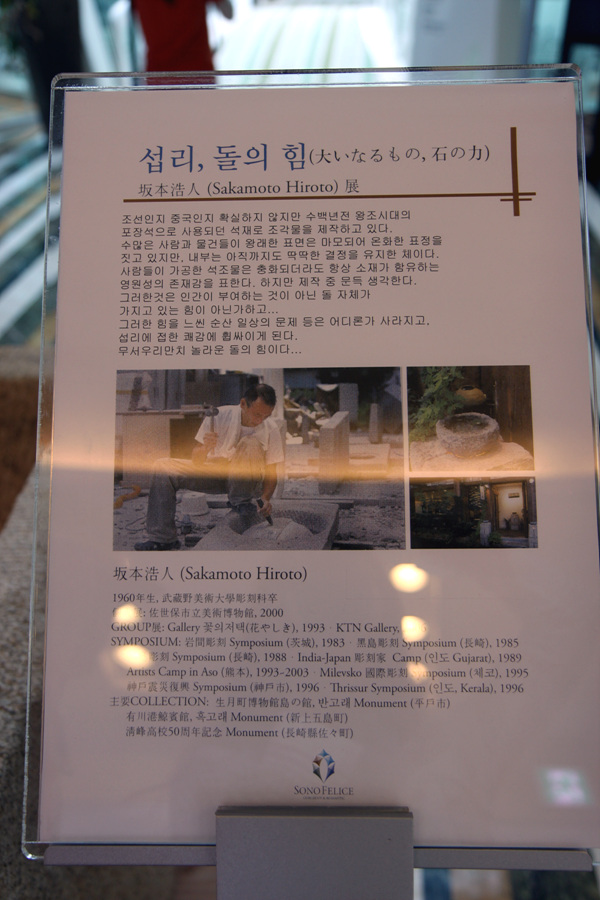 섭리, 돌의 힘(大いなるもの, 石の力)
坂本浩人 (Sakamoto Hiroto) 展
조선인지 중국인지 확실하지 않지만 수백년전 왕조시대의
포장석으로 사용되던 석재로 조각물을 제작하고 있다.
수많은 사람과 물건들이 왕래한 표면은 마모되어 온화한 표정을
짓고 있지만, 내부는 아직까지도 딱딱한 결정을 유지한 체이다.
사람들이 가공한 석조물은 충화되더라도 항상 소재가 함유하는
영원성의 존재감을 표한다. 하지만 제작 중 문득 생각한다.
그러한것은 인간이 부여하는 것이 아닌 돌 자체가
가지고 있는 힘이 아닌가하고...
그러한 힘을 느낀 순산 일상의 문제 등은 어디론가 사라지고,
섭리에 접한 쾌감에 휩싸이게 된다.
무서우리만치 놀라운 돌의 힘이다...
坂本浩人 (Sakamoto Hiroto)
1960年生, 武蔵野美術大學彫刻科卒
佐世保市立美術博物館, 2000
GROUP展: Gallery 꽃의저택(花やしき), 1993 · KTN Gallery,
SYMPOSIUM: 岩間彫刻 Symposium (茨城), 1983 · 黑島彫刻 Symposium (長崎), 1985
彫刻 Symposium (長崎), 1988 · India-Japan 彫刻家 Camp (인도 Gujarat), 1989
Artists Camp in Aso (熊本), 1993-2003 · Milevsko 國際彫刻 Symposium (체코), 1995
神戶震災復興 Symposium (神戶市), 1996 · Thrissur Symposium (인도, Kerala), 1996
主要COLLECTION: 生月町博物館島の館, 반고래 Monument (平戶市)
有川港鯨賓館, 흑고래 Monument (新上五島町)
淸峰高校50周年記念 Monument (長崎縣佐々町)
SONOFELICE